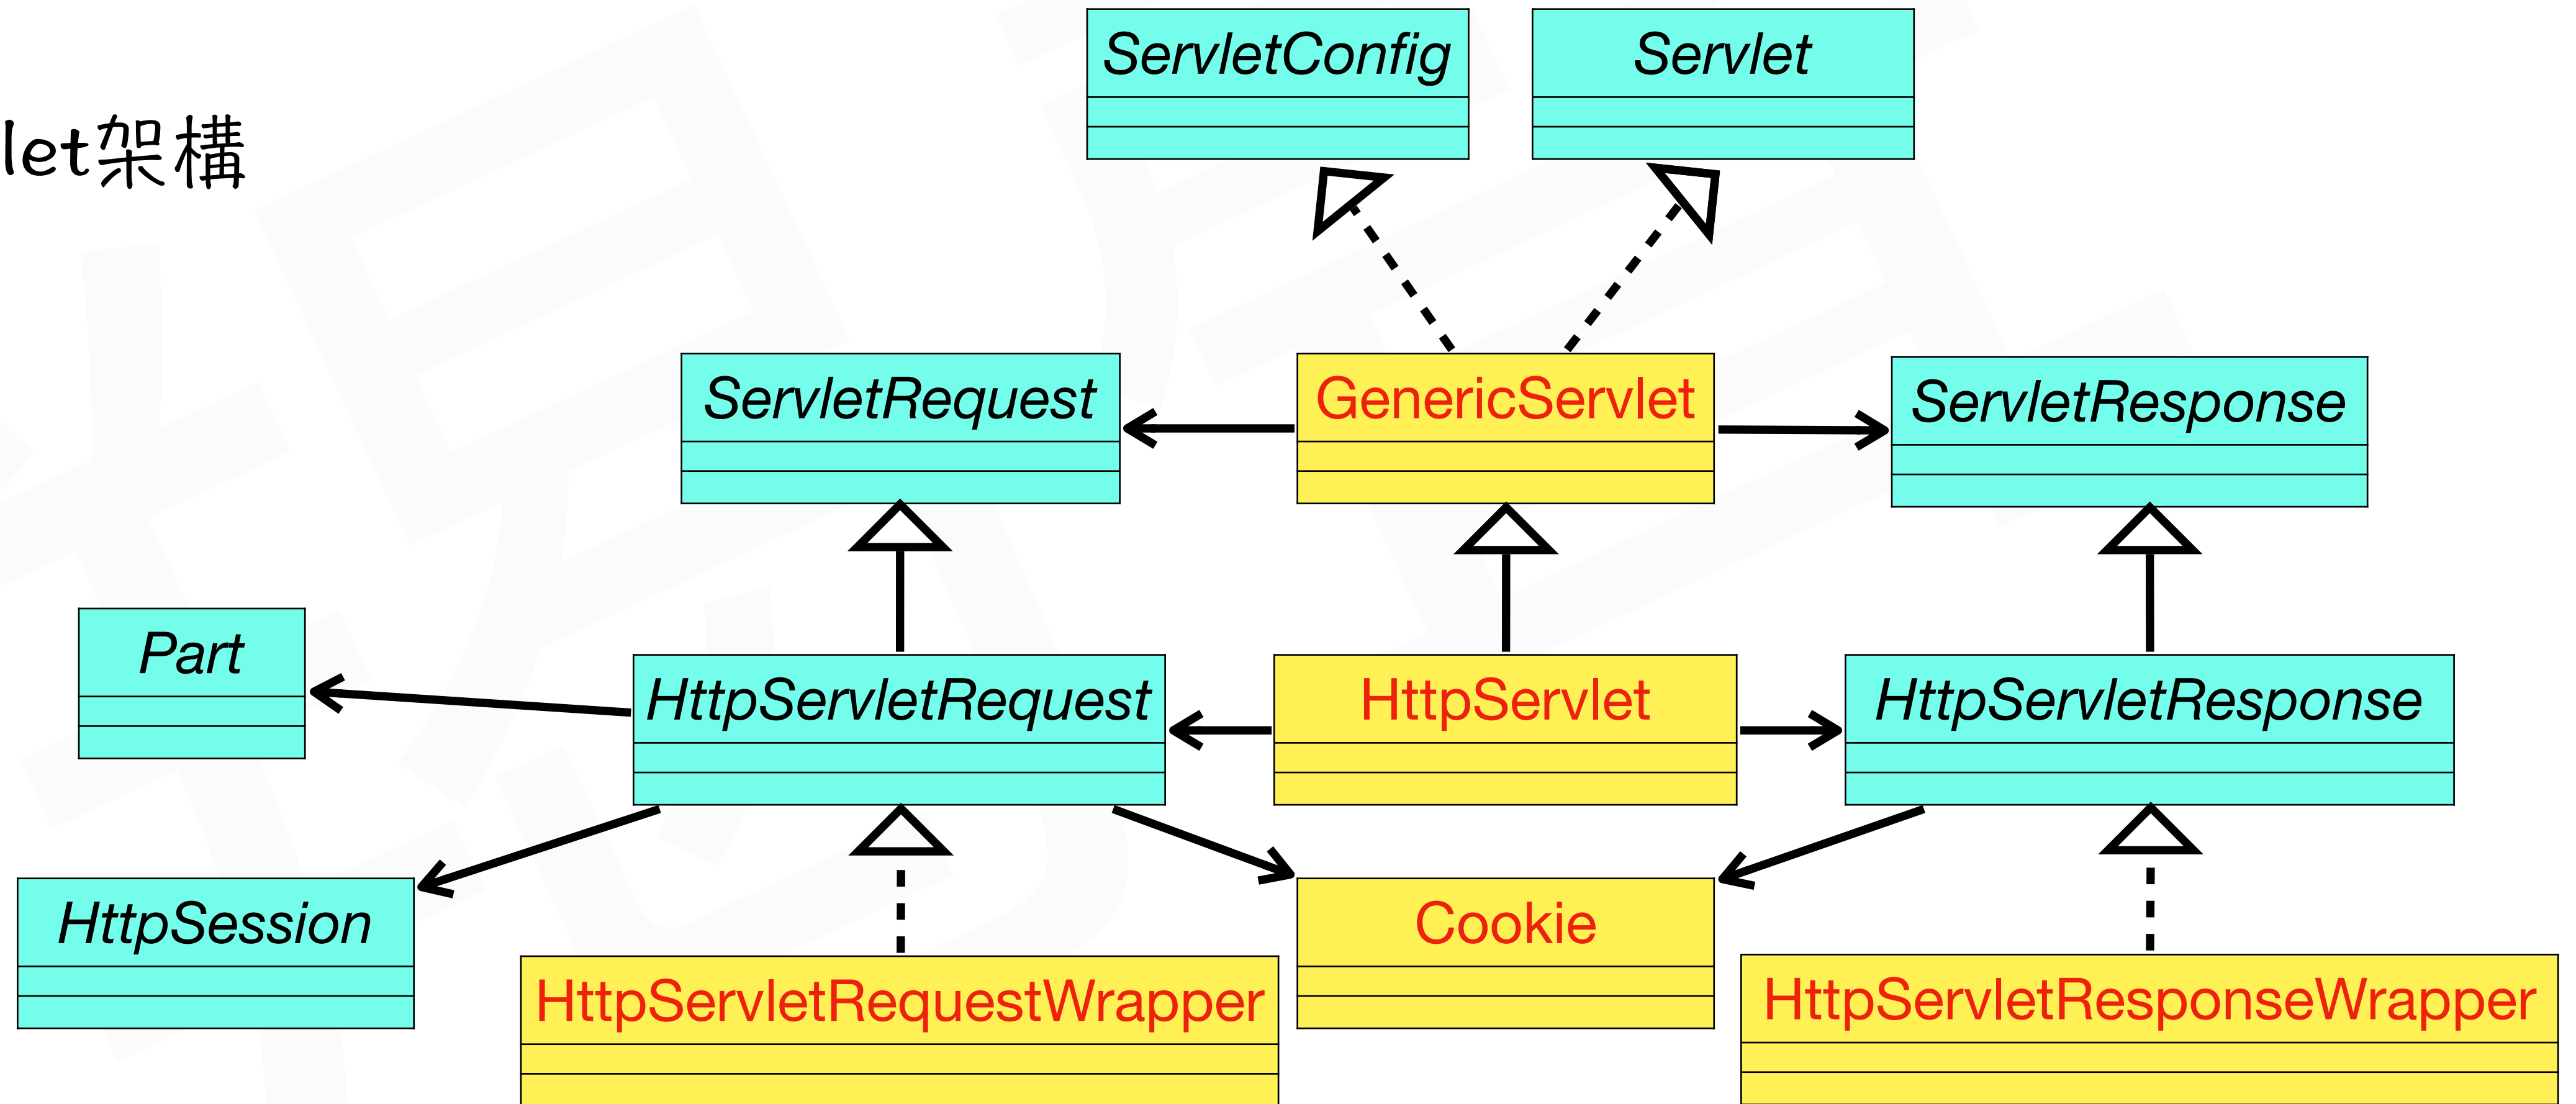 ServletConfig
Servlet
let架構
ServletRequest
GenericServlet
ServletResponse
Part
HttpServletRequest
HttpServlet
HttpServletResponse
HttpSession
Cookie
HttpServletRequestWrapper
HttpServletResponseWrapper